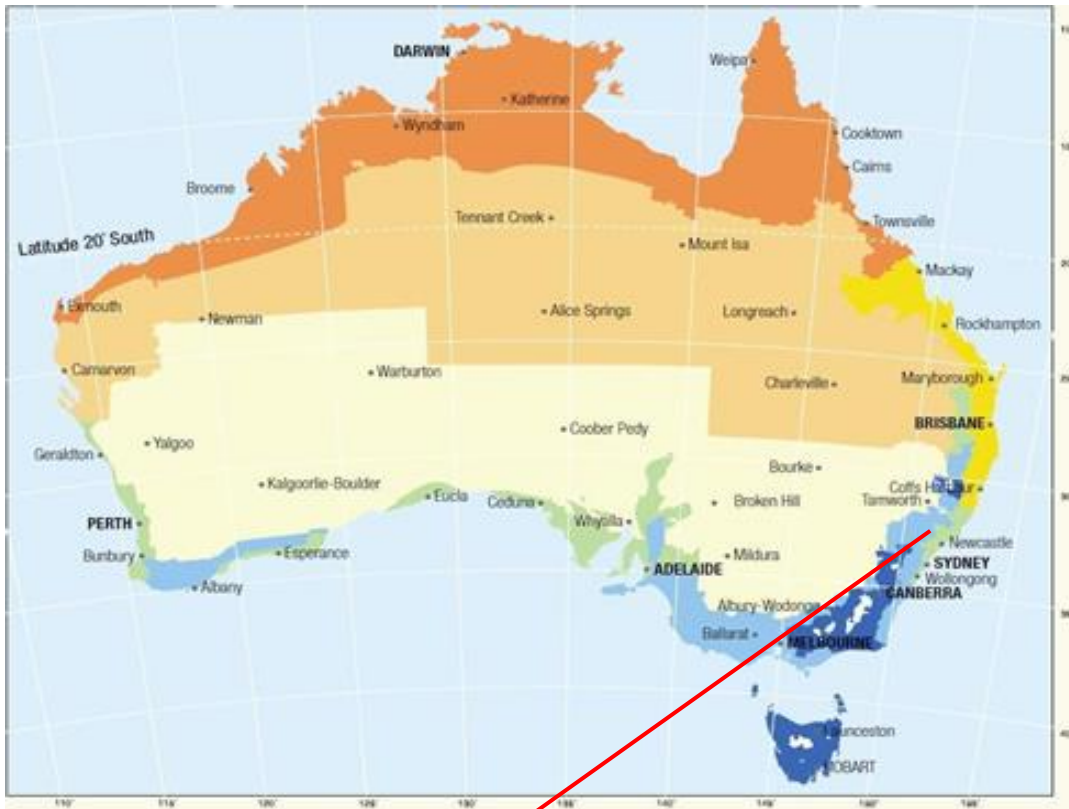 DARWIN
Weipa
Katherine
Wyndham
Cooktown
Cairns
Broome
Tennant Creek
Townsville
Latitude 20° South
Mount Isa
Mackay
Exmouth
Newman
Alice Springs
Longreach
Rockhampton
Carnarvon
Warburton
Charleville
Maryborough
BRISBANE
Coober Pedy
Yalgoo
Geraldton
Bourke
Kalgoorlie-Boulder
Eucla
Ceduna
Broken Hill
Coffs Harbour
Tamworth
PERTH
Whyalla
Bunbury
Esperance
Mildura
Newcastle
ADELAIDE
SYDNEY
Albany
Wollongong
CANBERRA
Albury-Wodonga
Ballarat
MELBOURNE
Launceston
HOBART